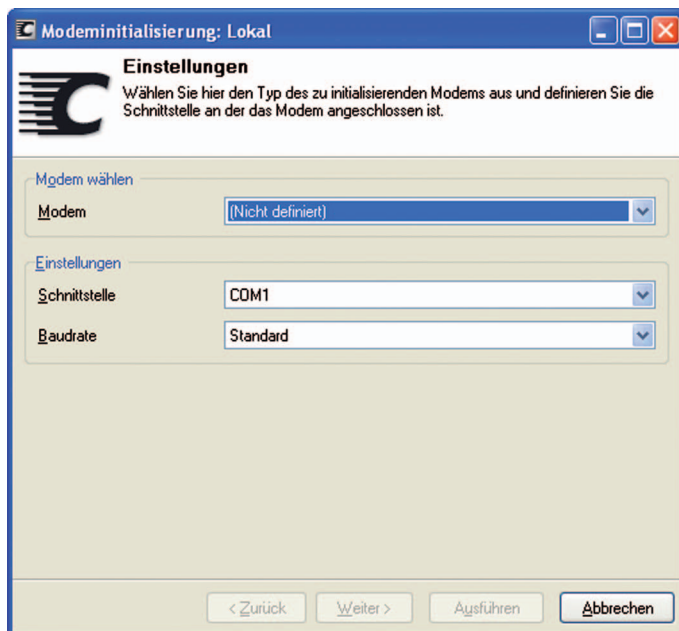 Modeminitialisierung: Lokal
Einstellungen
Wählen Sie hier den Typ des zu initialisierenden Modems aus und definieren Sie die
Schnittstelle an der das Modem angeschlossen ist.
Modem wählen
Modem
(Nicht definiert)
Einstellungen
Schnittstelle
COM1
Baudrate
Standard
< Zurück
Weiter >
Ausführen
Abbrechen